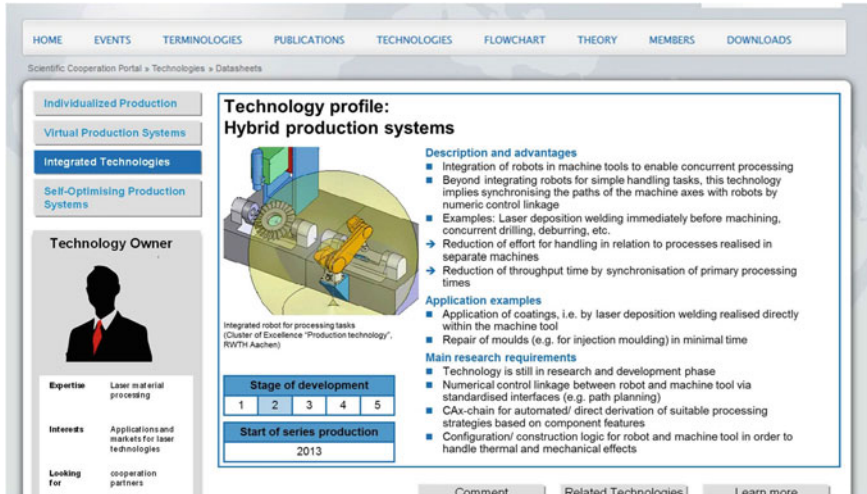 HOME EVENTS TERMINOLOGIES PUBLICATIONS TECHNOLOGIES FLOWCHART THEORY MEMBERS DOWNLOADS
Scientific Cooperation Portal » Technologies » Datasheets
Individualized Production
Virtual Production Systems
Integrated Technologies
Self-Optimising Production
Systems
Technology Owner
Expertise Laser material
processing
Interests Applications and
markets for laser
technologies
Looking cooperation
for partners
Technology profile:
Hybrid production systems
Integrated robot for processing tasks
(Cluster of Excellence "Production technology",
RWTH Aachen)
Stage of development
1 2 3 4 5
Start of series production
2013
Description and advantages
■ Integration of robots in machine tools to enable concurrent processing
■ Beyond integrating robots for simple handling tasks, this technology
implies synchronising the paths of the machine axes with robots by
numeric control linkage
■ Examples: Laser deposition welding immediately before machining,
concurrent drilling, deburring, etc.
→ Reduction of effort for handling in relation to processes realised in
separate machines
→ Reduction of throughput time by synchronisation of primary processing
times
Application examples
■ Application of coatings, i.e. by laser deposition welding realised directly
within the machine tool
■ Repair of moulds (e.g. for injection moulding) in minimal time
Main research requirements
■ Technology is still in research and development phase
■ Numerical control linkage between robot and machine tool via
standardised interfaces (e.g. path planning)
■ CAx-chain for automated/ direct derivation of suitable processing
strategies based on component features
■ Configuration/ construction logic for robot and machine tool in order to
handle thermal and mechanical effects
Comment Related Technologies Learn more